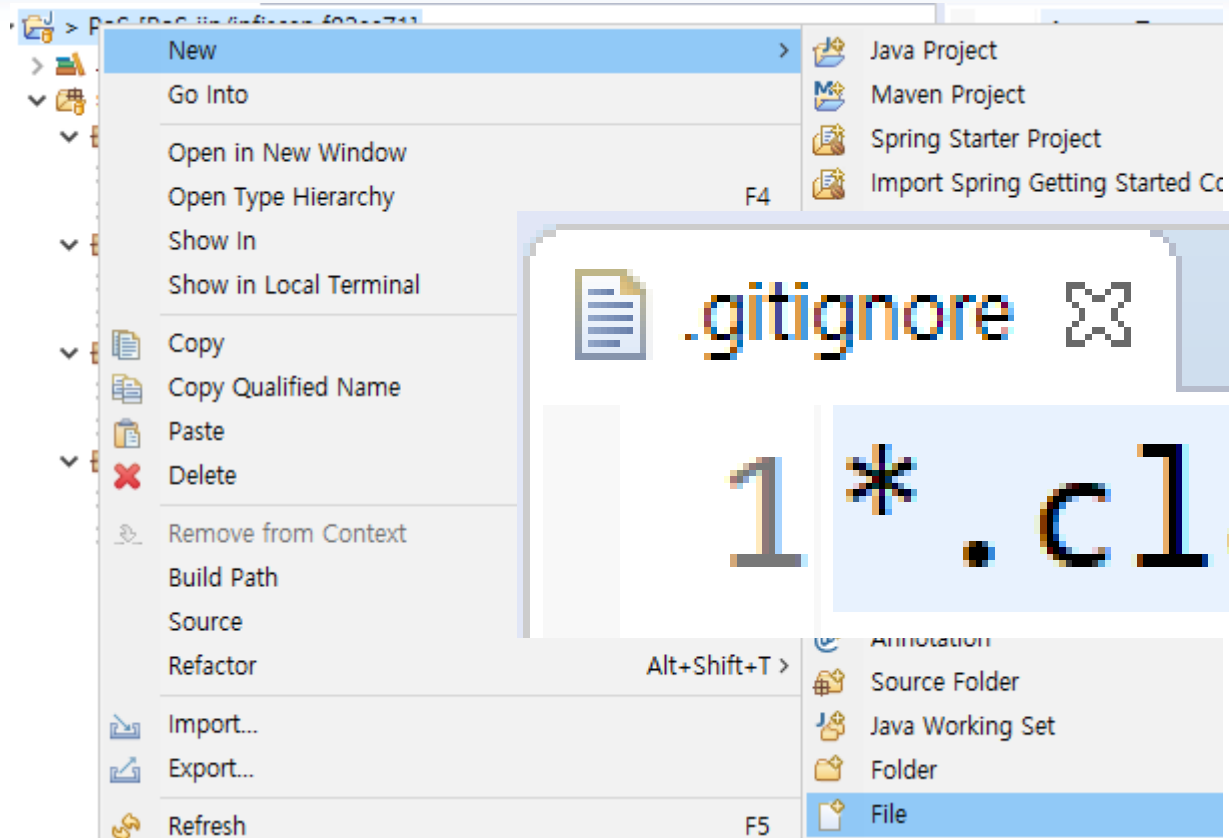 New
Go Into
Open in New Window
Open Type Hierarchy F4
Show In
Show in Local Terminal
Copy
Copy Qualified Name
Paste
Delete
Remove from Context
Build Path
Source
Refactor Alt+Shift+T
Import...
Export...
Refresh F5
Java Project
Maven Project
Spring Starter Project
Import Spring Getting Started Co
.gitignore
1 *.cl
Annotation
Source Folder
Java Working Set
Folder
File